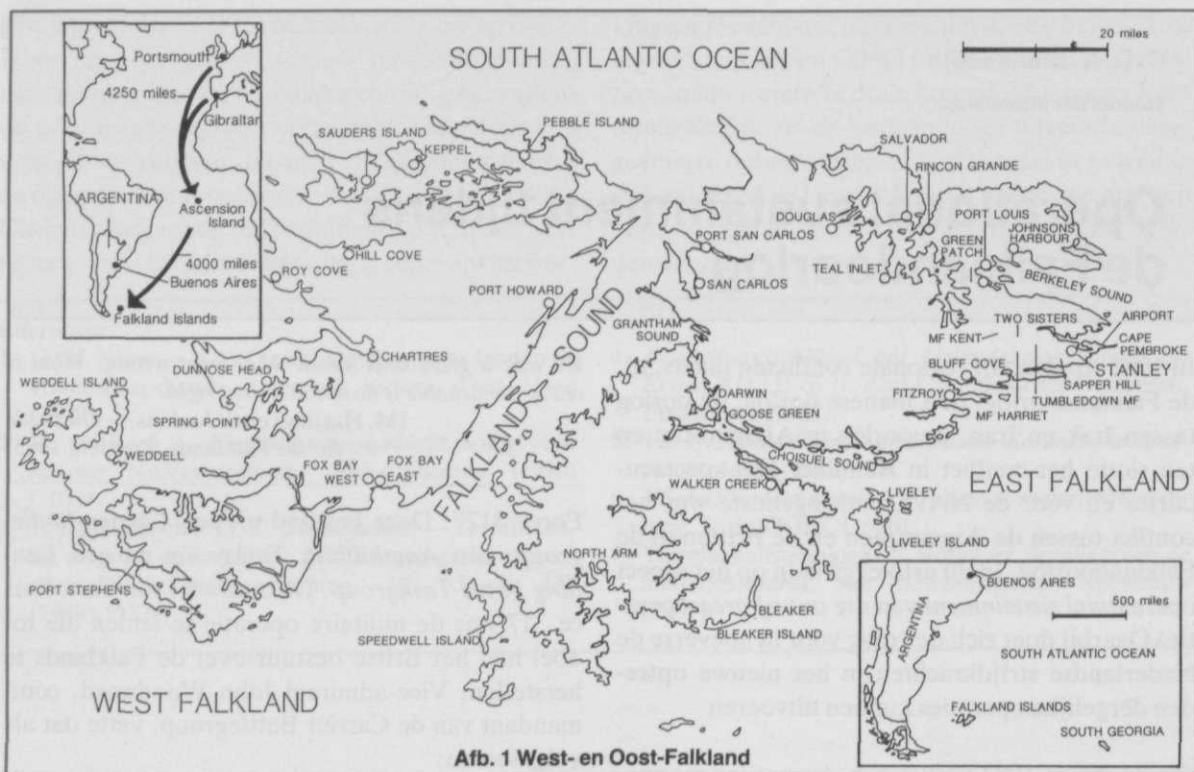 SOUTH ATLANTIC OCEAN
20 miles
Portsmouth
4250 miles
Gibraltar
ARGENTINA
Ascension
Island
4000 miles
Buenos Aires
Falkland Islands
SAUDERS ISLAND
KEPPEL
PEBBLE ISLAND
HILL COVE
ROY COVE
PORT HOWARD
CHARTRES
DUNNOSE HEAD
WEDDELL ISLAND
SPRING POINT
WEDDELL
FOX BAY
WEST
FOX BAY
EAST
PORT STEPHENS
WEST FALKLAND
FALKLAND SOUND
SALVADOR
RINCON GRANDE
DOUGLAS
PORT LOUIS
PORT SAN CARLOS
GREEN
PATCH
JOHNSONS
HARBOUR
TEAL INLET
SAN CARLOS
BERKELEY SOUND
GRANTHAM
SOUND
TWO SISTERS
AIRPORT
MF KENT
CAPE
PEMBROKE
BLUFF COVE
STANLEY
SAPPER HILL
FITZROY
TUMBLEDOWN MF
MF HARRIET
DARWIN
GOOSE GREEN
CHOISUEL SOUND
WALKER CREEK
EAST FALKLAND
LIVELEY
LIVELEY ISLAND
NORTH ARM
BLEAKER
BLEAKER ISLAND
SPEEDWELL ISLAND
BUENOS AIRES
500 miles
ARGENTINA
SOUTH ATLANTIC
OCEAN
FALKLAND ISLANDS
SOUTH GEORGIA
Afb. 1 West- en Oost-Falkland